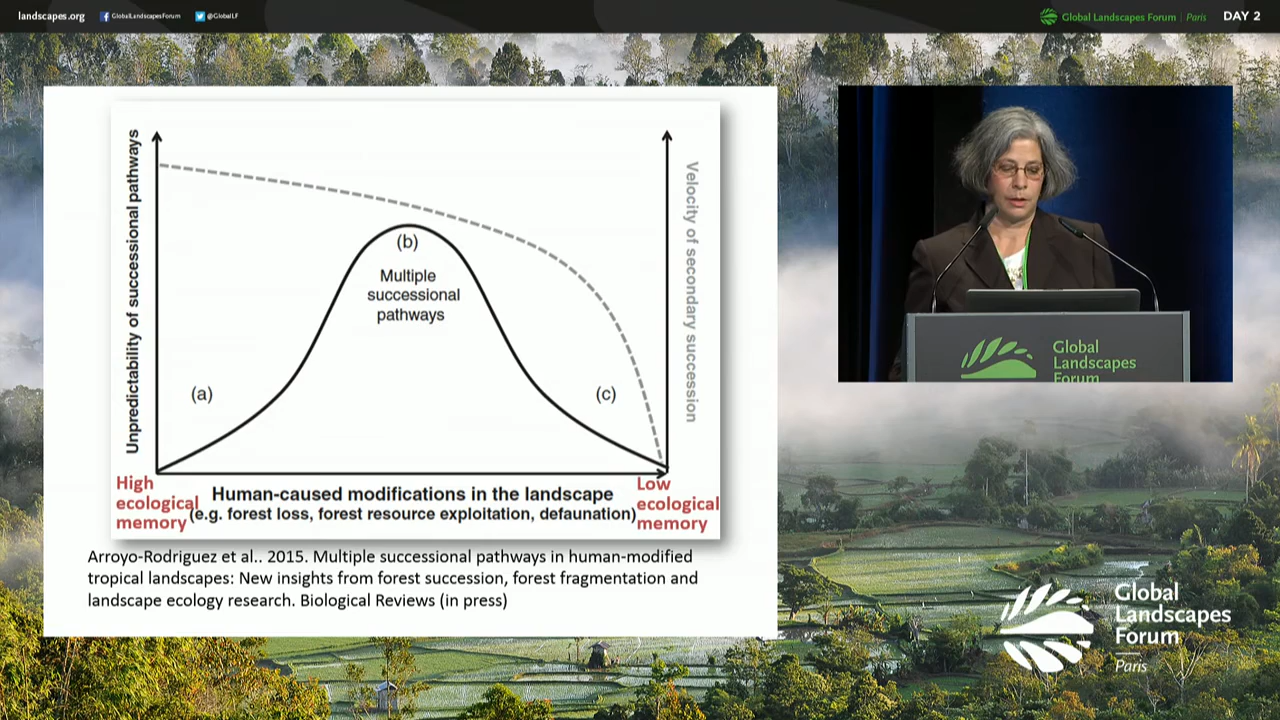 landscapes.org
GlobalLandscapesForum
@GlobalLF
Global Landscapes Forum | Paris
DAY 2
Unpredictability of successional pathways
Velocity of secondary succession
(b)
Multiple
successional
pathways
(a)
(c)
High
ecological
memory
Human-caused modifications in the landscape
(e.g. forest loss, forest resource exploitation, defaunation)
Low
ecological
memory
Arroyo-Rodriguez et al.. 2015. Multiple successional pathways in human-modified
tropical landscapes: New insights from forest succession, forest fragmentation and
landscape ecology research. Biological Reviews (in press)
Global
Landscapes
Forum
Global
Landscapes
Forum
Paris